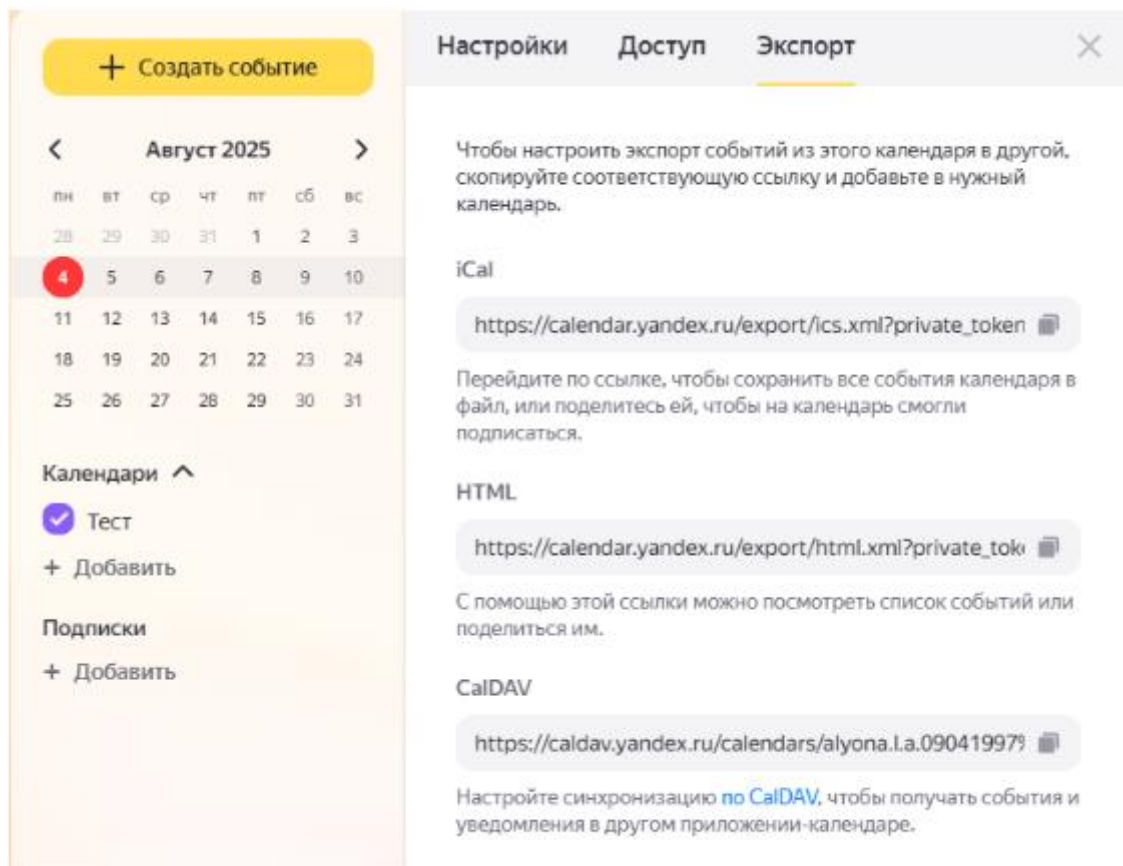 + Создать событие
Август 2025
пн вт ср чт пт сб вс
28 29 30 31 1 2 3
4 5 6 7 8 9 10
11 12 13 14 15 16 17
18 19 20 21 22 23 24
25 26 27 28 29 30 31
Календари
Тест
+ Добавить
Подписки
+ Добавить
Настройки Доступ Экспорт
Чтобы настроить экспорт событий из этого календаря в другой,
скопируйте соответствующую ссылку и добавьте в нужный
календарь.
iCal
https://calendar.yandex.ru/export/ics.xml?private_token
Перейдите по ссылке, чтобы сохранить все события календаря в
файл, или поделитесь ей, чтобы на календарь смогли
подписаться.
HTML
https://calendar.yandex.ru/export/html.xml?private_tok
С помощью этой ссылки можно посмотреть список событий или
поделиться им.
CalDAV
https://caldav.yandex.ru/calendars/alyona.l.a.09041997%
Настройте синхронизацию по CalDAV, чтобы получать события и
уведомления в другом приложении-календаре.